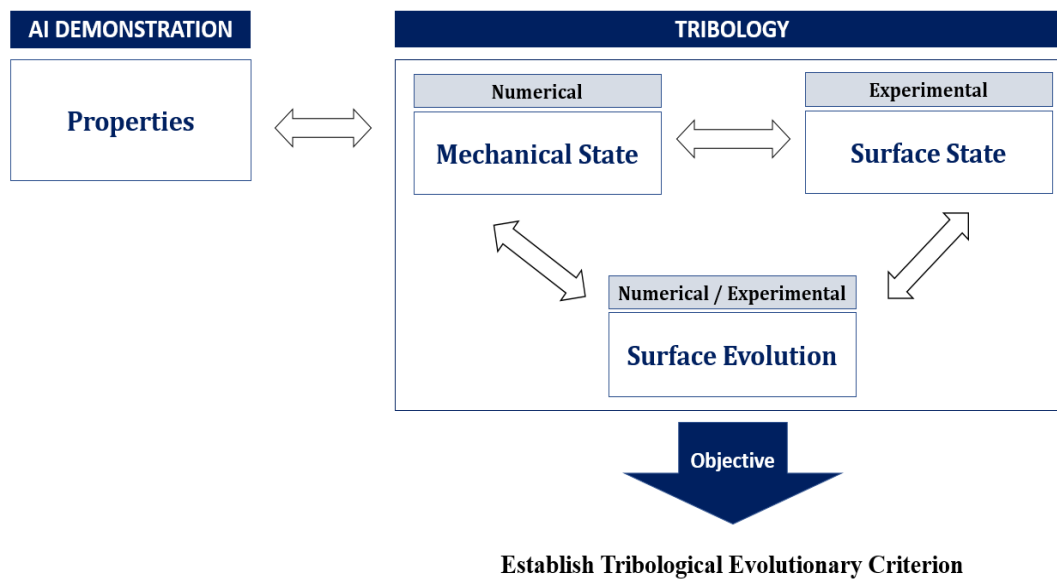 AI DEMONSTRATION
TRIBOLOGY
Properties
Numerical
Mechanical State
Experimental
Surface State
Numerical / Experimental
Surface Evolution
Objective
Establish Tribological Evolutionary Criterion